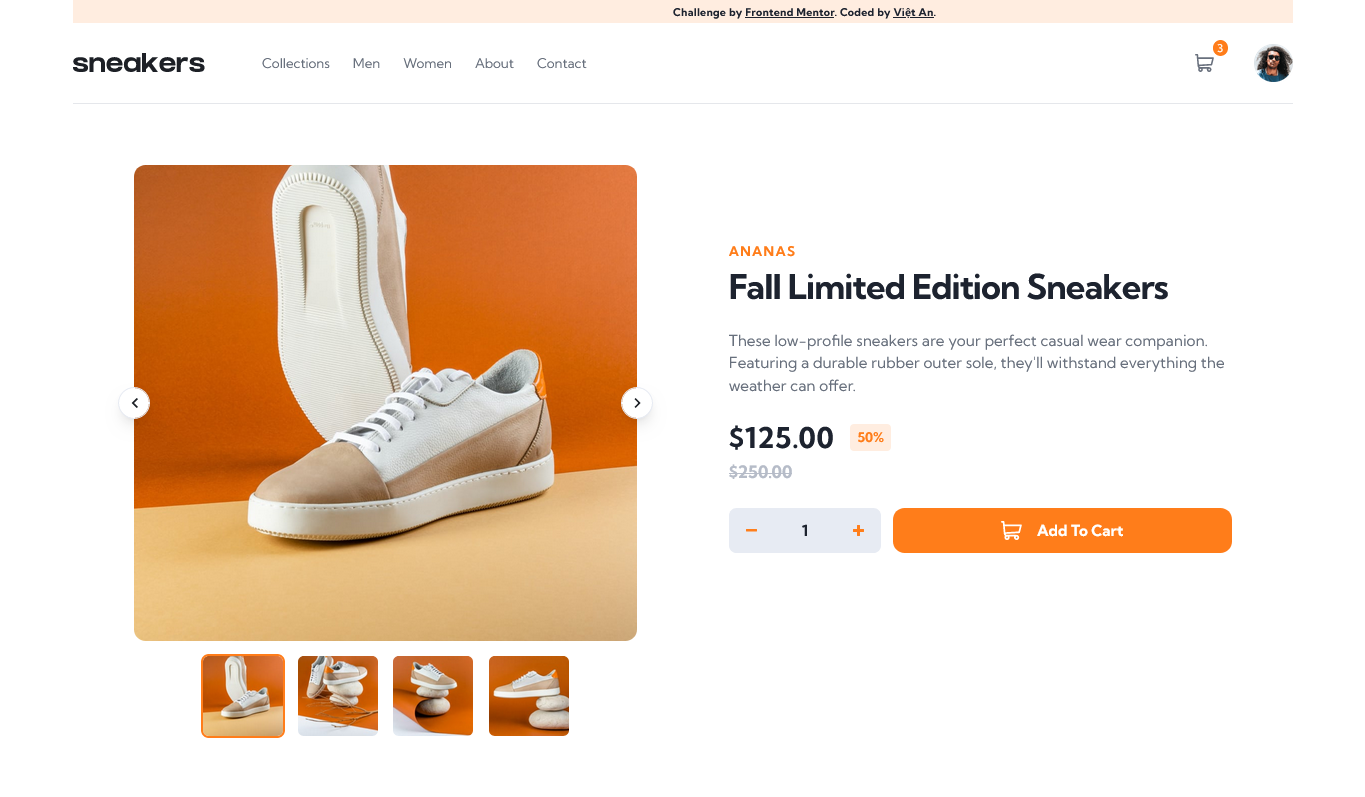 Challenge by Frontend Mentor. Coded by Việt An.
sneakers
Collections Men Women About Contact
3
ANANAS
Fall Limited Edition Sneakers
These low-profile sneakers are your perfect casual wear companion.
Featuring a durable rubber outer sole, they'll withstand everything the
weather can offer.
$125.00 50%
$250.00
1
Add To Cart